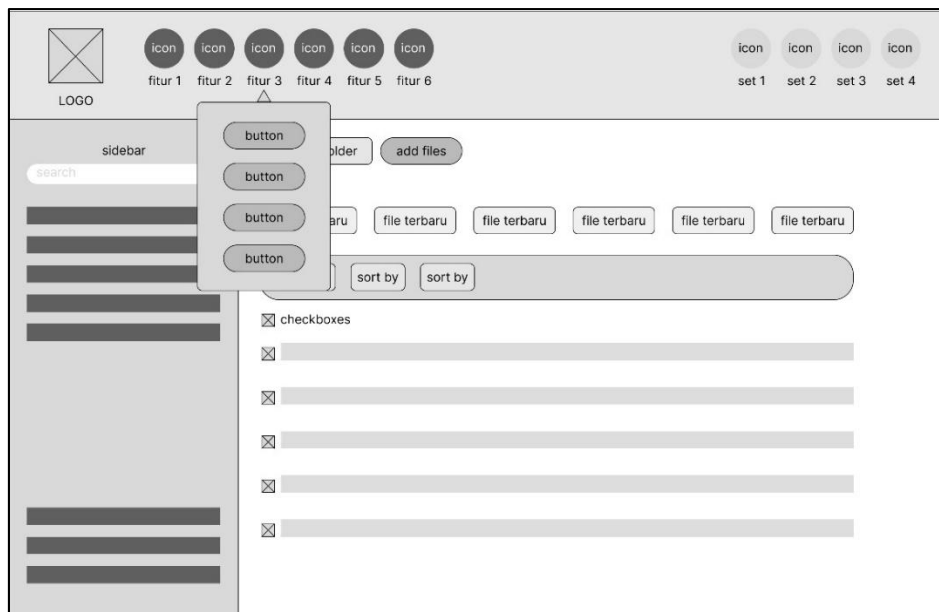 icon icon icon icon icon icon icon icon icon icon
fitur 1 fitur 2 fitur 3 fitur 4 fitur 5 fitur 6 set 1 set 2 set 3 set 4
LOGO
button
button
button
button
sidebar
search
older add files
aru file terbaru file terbaru file terbaru file terbaru file terbaru
sort by sort by
checkboxes